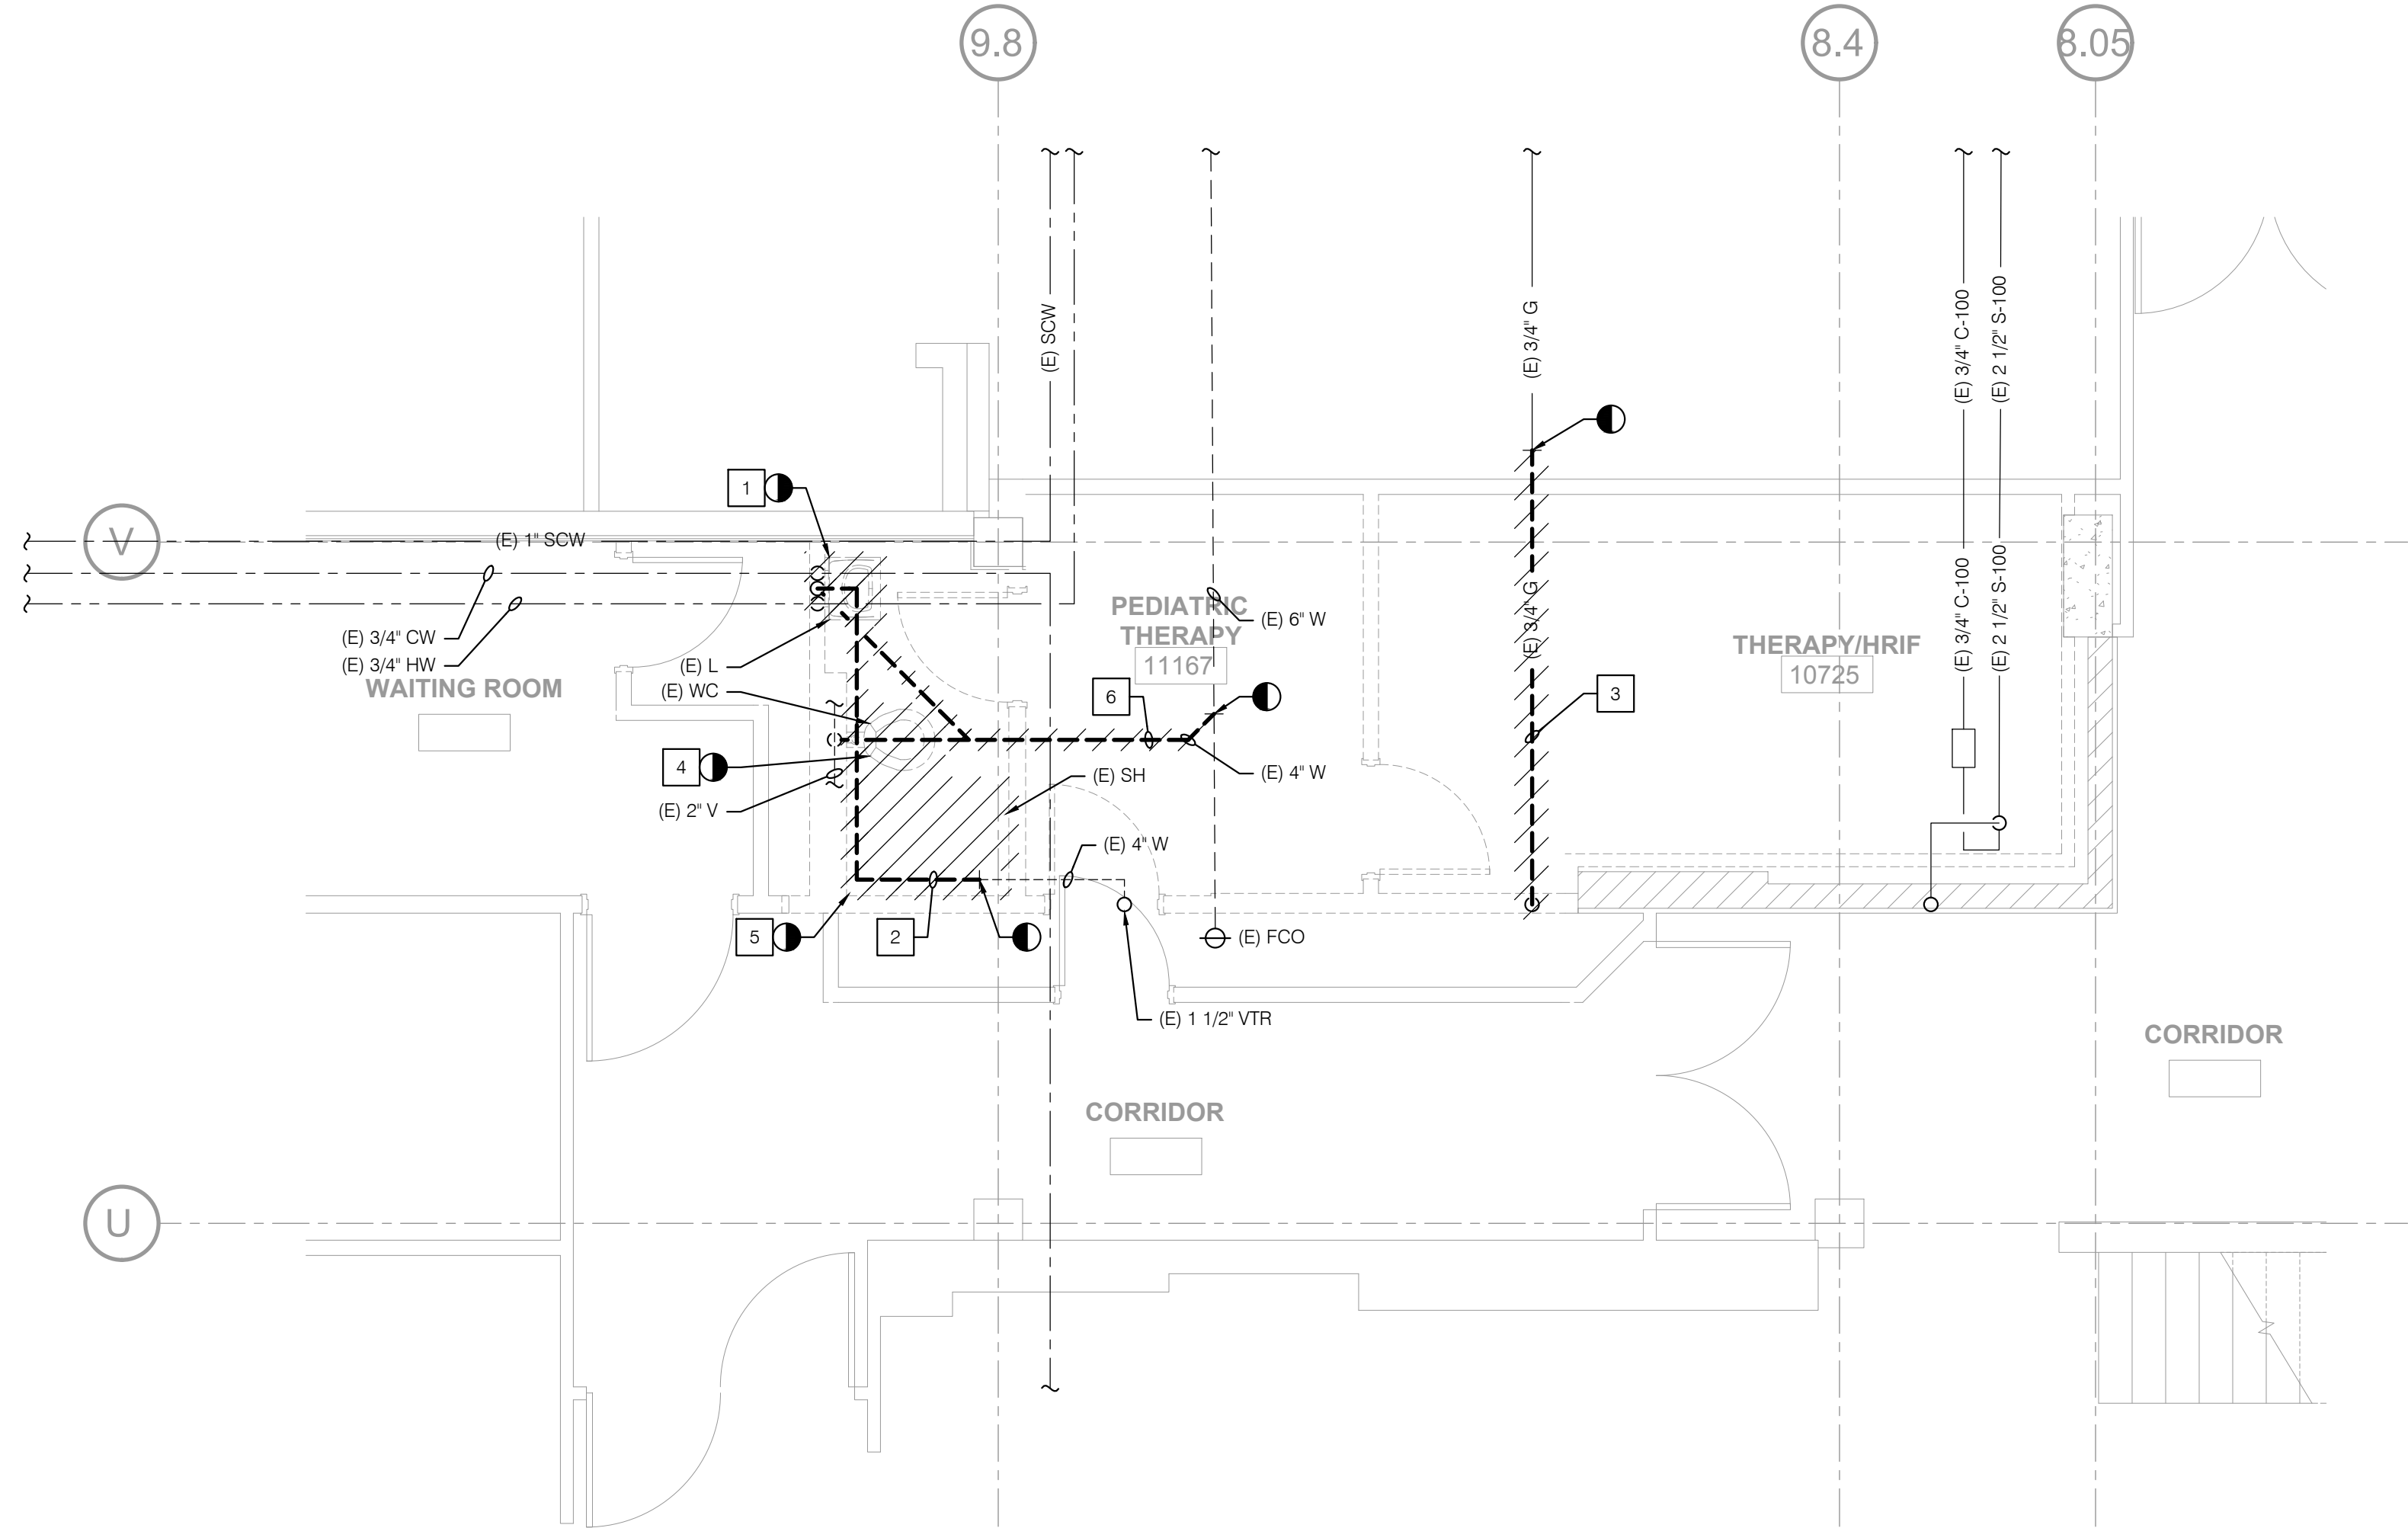 9.8
8.4
8.05
(E) SCW
(E) 3/4" G
(E) 3/4" C-100
(E) 2 1/2" S-100
1
V
(E) 1" SCW
(E) 3/4" CW
(E) 3/4" HW
WAITING ROOM
(E) L
(E) WC
4
(E) 2" V
PEDIATRIC
THERAPY
11167
(E) 6" W
6
(E) 4" W
(E) SH
(E) 4" W
(E) 3/4" G
3
THERAPY/HRIF
10725
(E) 3/4" C-100
(E) 2 1/2" S-100
5
2
(E) FCO
(E) 1 1/2" VTR
CORRIDOR
CORRIDOR
U